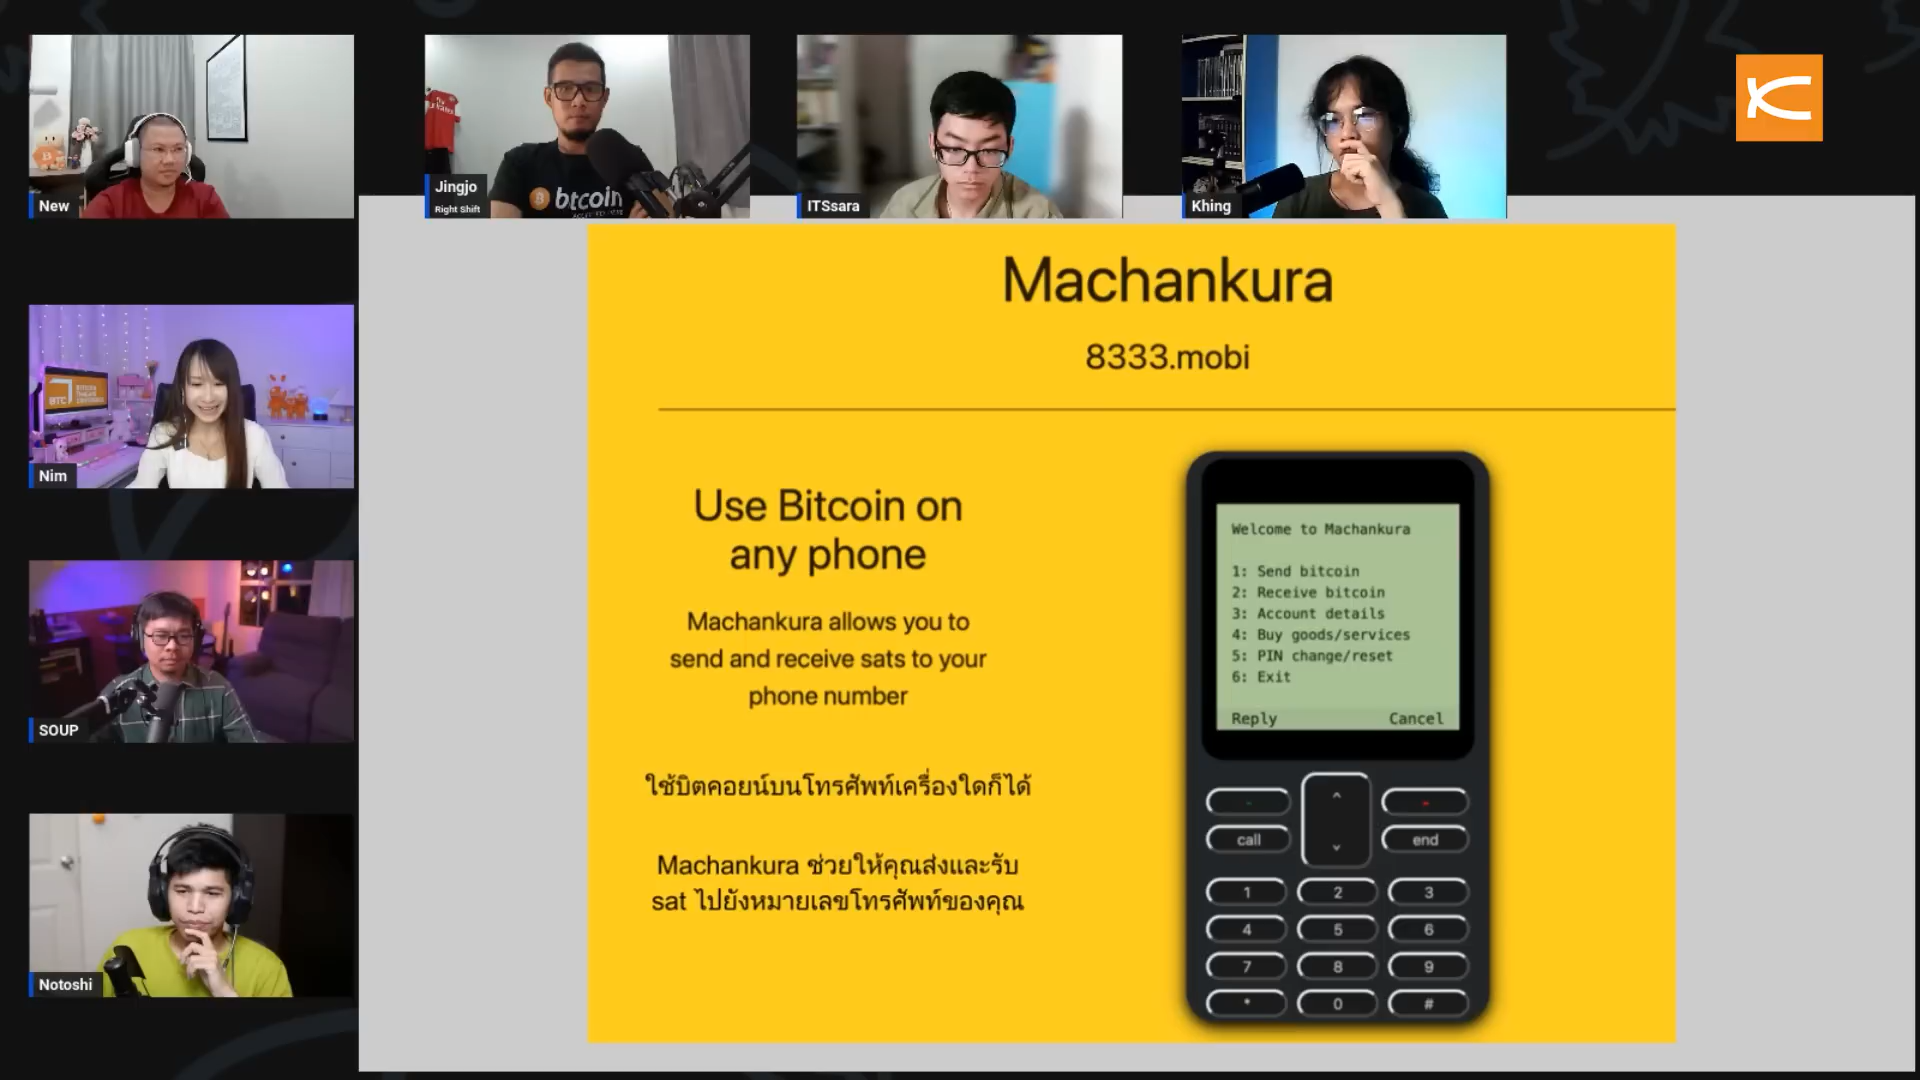 New
btcoin
Jingjo
Right Shift
ITSsara
Khing
Nim
SOUP
Notoshi
Machankura
8333.mobi
Use Bitcoin on
any phone
Machankura allows you to
send and receive sats to your
phone number
ใช้บิตคอยน์บนโทรศัพท์เครื่องใดก็ได้
Machankura ช่วยให้คุณส่งและรับ
sat ไปยังหมายเลขโทรศัพท์ของคุณ
Welcome to Machankura
1: Send bitcoin
2: Receive bitcoin
3: Account details
4: Buy goods/services
5: PIN change/reset
6: Exit
Reply Cancel
call end
1 2 3
4 5 6
7 8 9
* 0 #